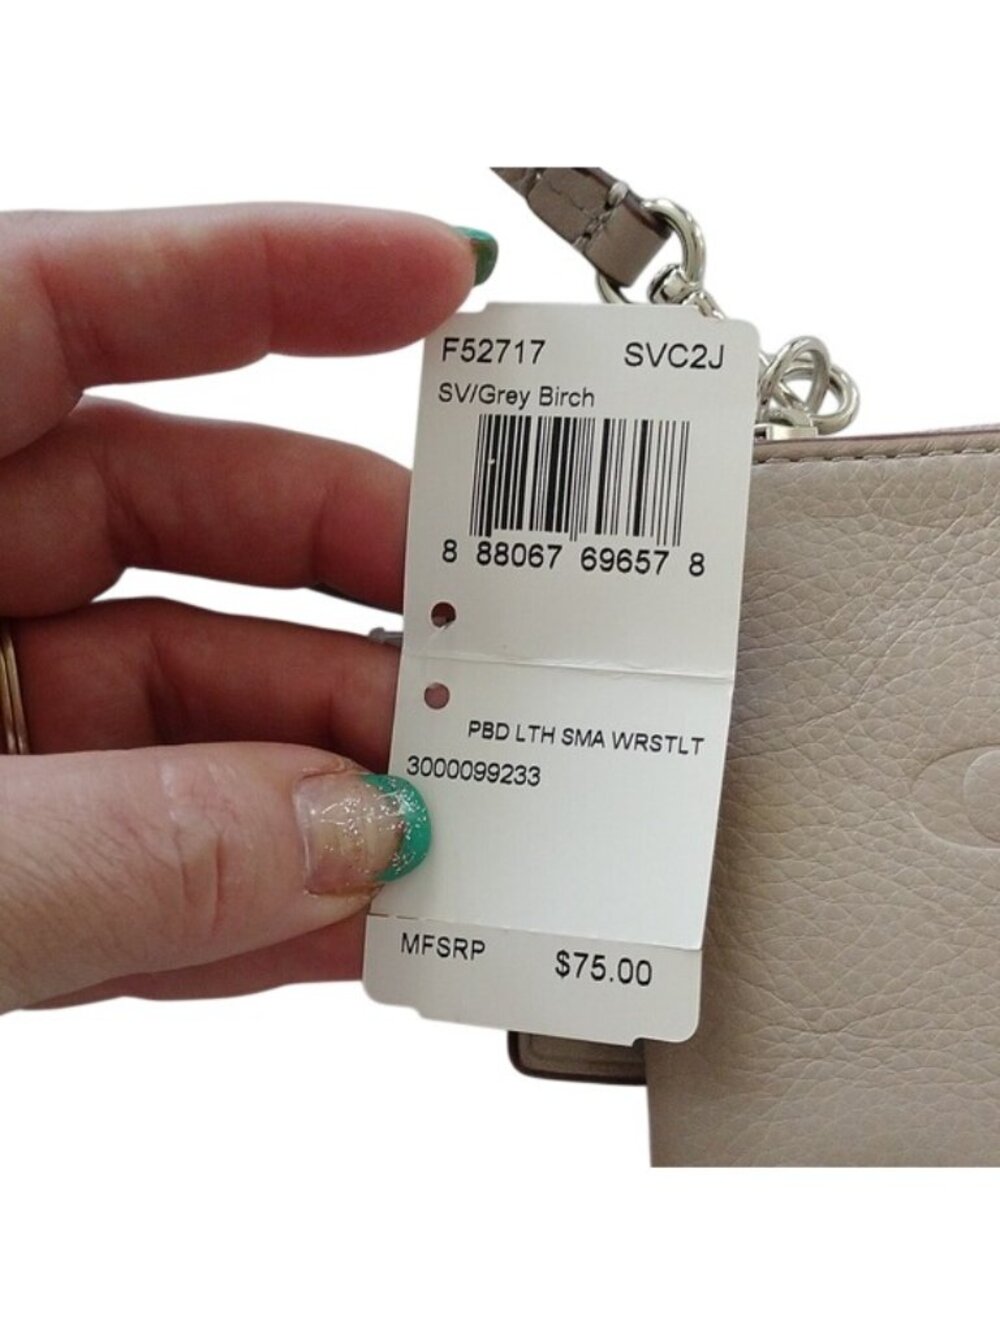 F52717 SVC2J
SV/Grey Birch
8 88067 69657 8
PBD LTH SMA WRSTLT
3000099233
MFSRP $75.00